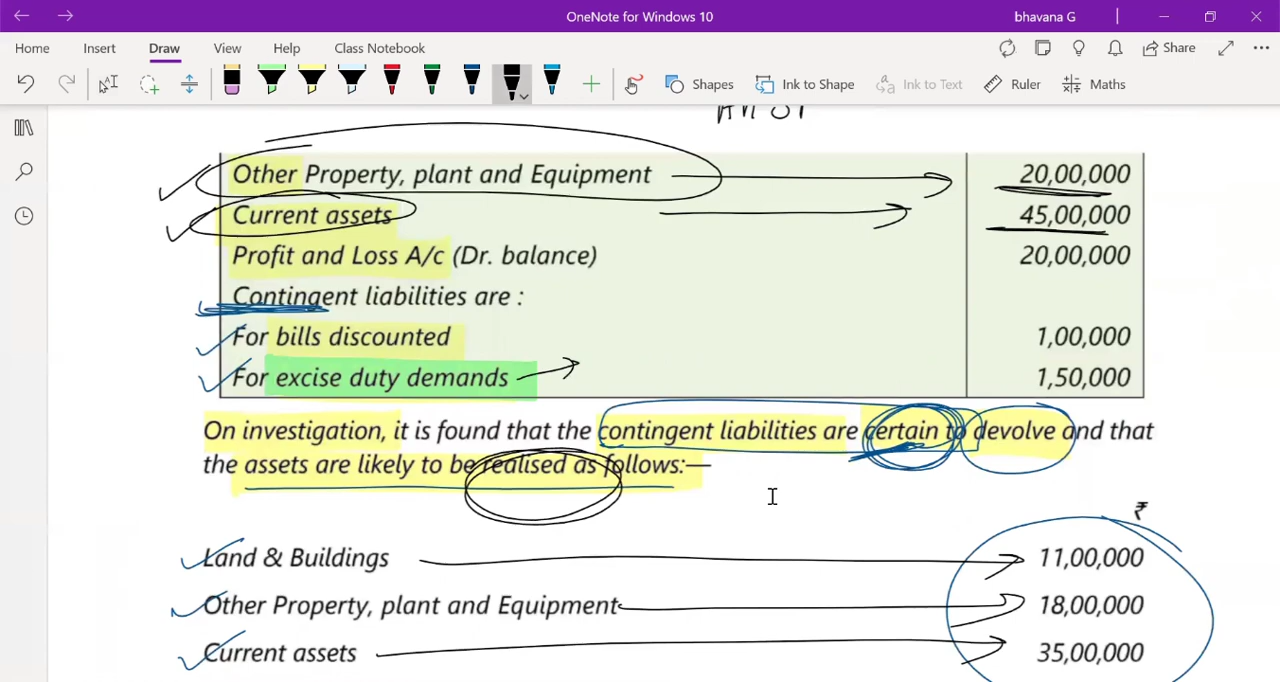 OneNote for Windows 10
bhavana G
Home Insert Draw View Help Class Notebook Share
Shapes Ink to Shape Ink to Text Ruler Maths
Other Property, plant and Equipment 20,00,000
Current assets 45,00,000
Profit and Loss A/c (Dr. balance) 20,00,000
Contingent liabilities are :
For bills discounted 1,00,000
For excise duty demands 1,50,000
On investigation, it is found that the contingent liabilities are certain to devolve and that
the assets are likely to be realised as follows:—
₹
Land & Buildings 11,00,000
Other Property, plant and Equipment 18,00,000
Current assets 35,00,000